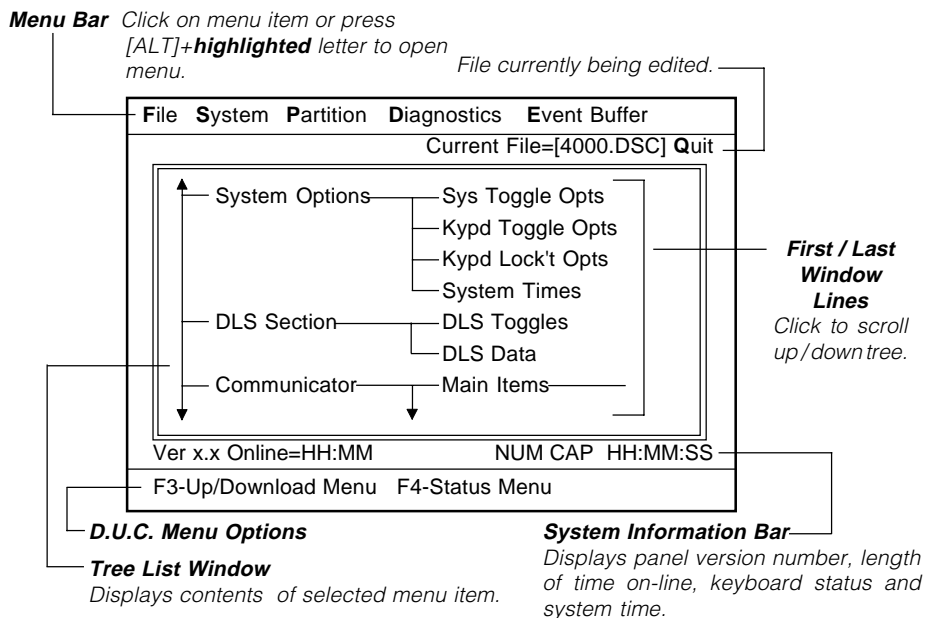 Menu Bar Click on menu item or press
[ALT]+highlighted letter to open
menu.
File currently being edited.
File System Partition Diagnostics Event Buffer
Current File=[4000.DSC] Quit
System Options Sys Toggle Opts
Kypd Toggle Opts
Kypd Lock't Opts
System Times
DLS Section DLS Toggles
DLS Data
Communicator Main Items
First / Last
Window
Lines
Click to scroll
up/down tree.
Ver x.x Online=HH:MM NUM CAP HH:MM:SS
F3-Up/Download Menu F4-Status Menu
D.U.C. Menu Options
Tree List Window
Displays contents of selected menu item.
System Information Bar
Displays panel version number, length
of time on-line, keyboard status and
system time.